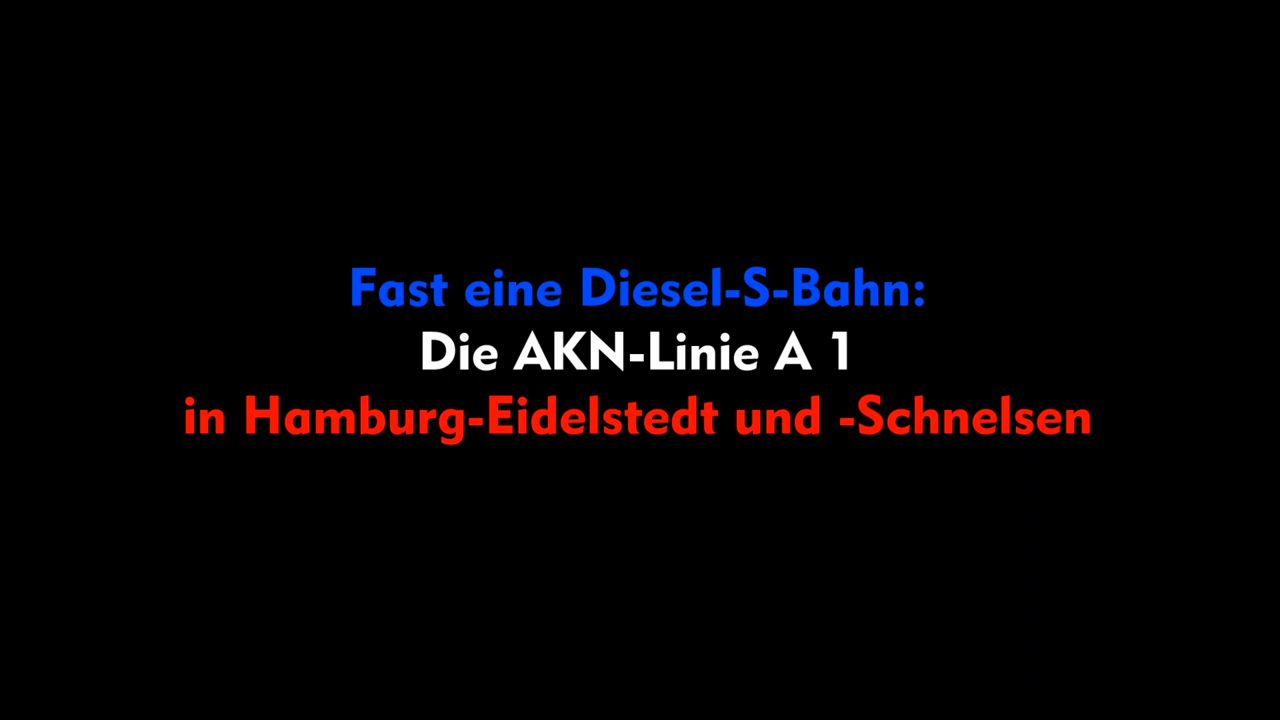 Fast eine Diesel-S-Bahn:
Die AKN-Linie A 1
in Hamburg-Eidelstedt und -Schnelsen